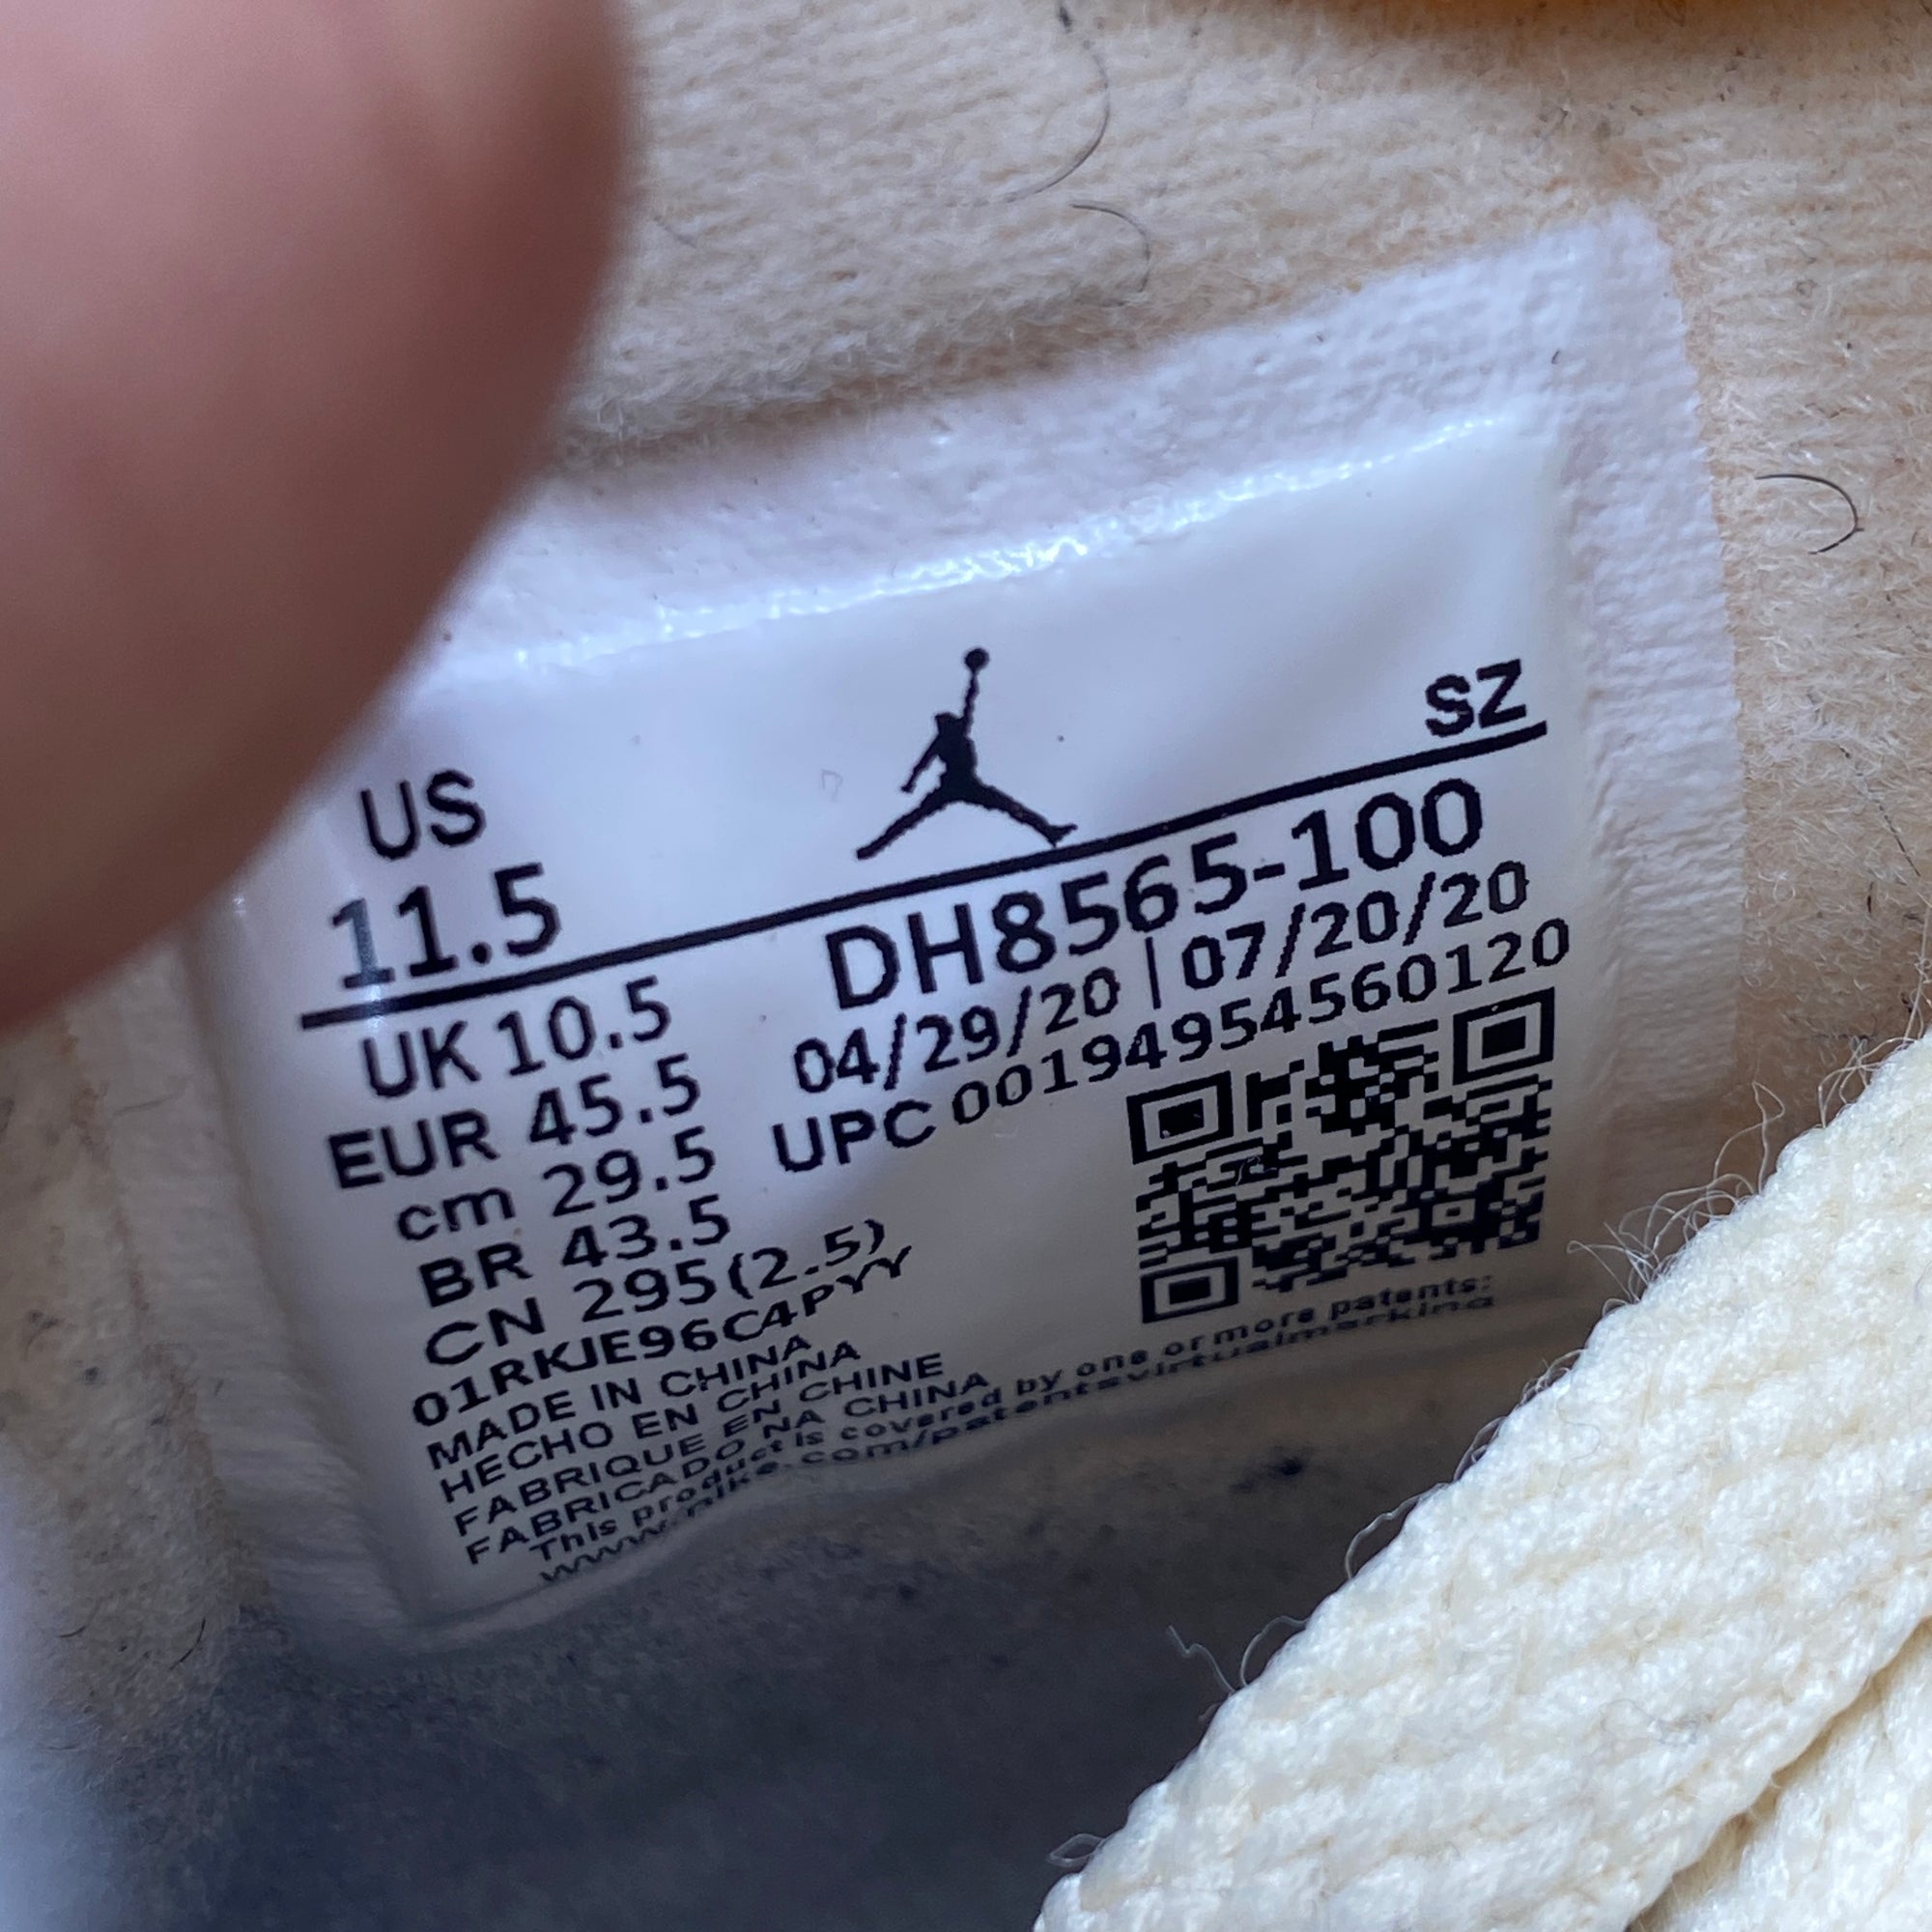 US
SZ
11.5
UK 10.5
EUR 45.5
cm 29.5
BR 43.5
CN 295(2.5)
DH8565-100
04/29/20 | 07/20/20
UPC 00194954560120
01RKJE96C4PYY
MADE IN CHINA
HECHO EN CHINA
FABRIQUE EN CHINE
FABRICADO NA CHINA
This product is covered by one or more patents:
www.nike.com/patentsvirtualmarking